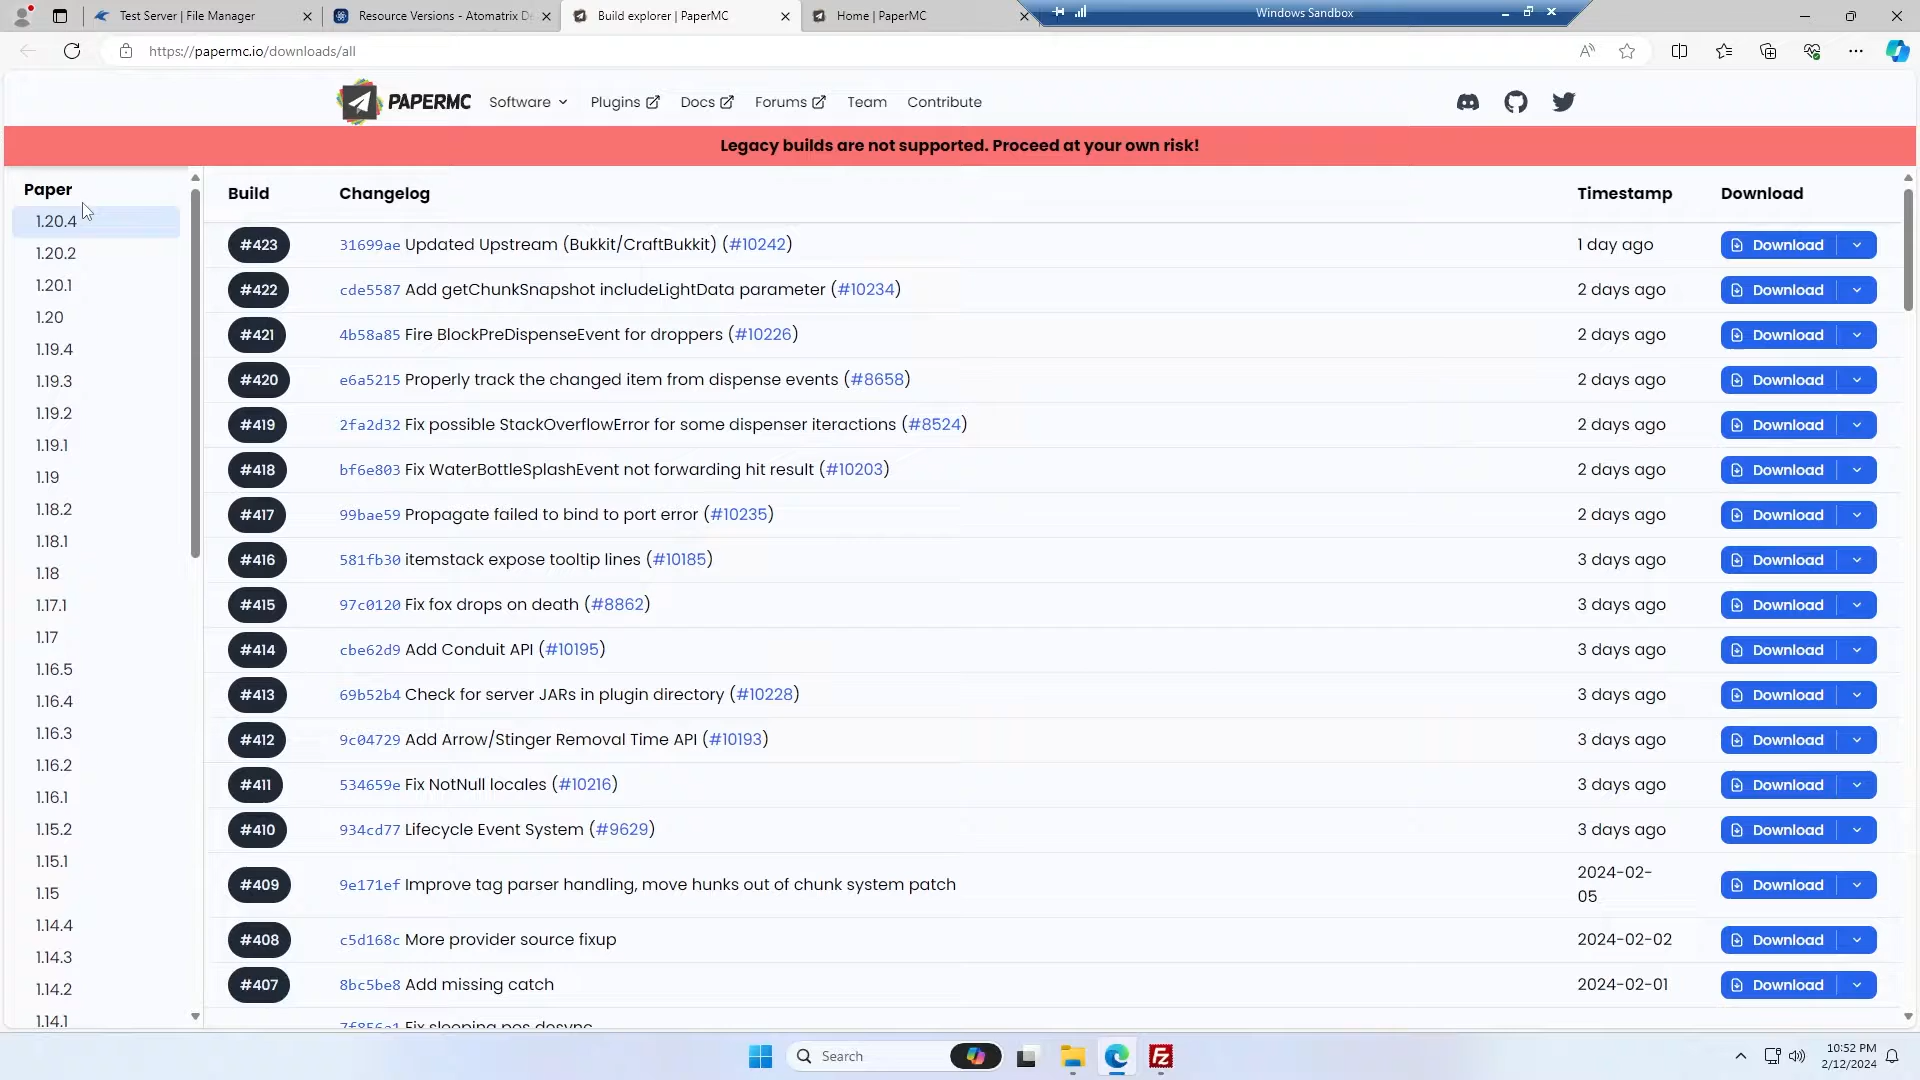 Test Server | File Manager
Resource Versions - Atomatrix De
Build explorer | PaperMC
Home | PaperMC
Windows Sandbox
https://papermc.io/downloads/all
PAPERMC
Software
Plugins
Docs
Forums
Team
Contribute
Legacy builds are not supported. Proceed at your own risk!
Paper
1.20.4
1.20.2
1.20.1
1.20
1.19.4
1.19.3
1.19.2
1.19.1
1.19
1.18.2
1.18.1
1.18
1.17.1
1.17
1.16.5
1.16.4
1.16.3
1.16.2
1.16.1
1.15.2
1.15.1
1.15
1.14.4
1.14.3
1.14.2
1.14.1
Build Changelog Timestamp Download
#423 31699ae Updated Upstream (Bukkit/CraftBukkit) (#10242) 1 day ago Download
#422 cde5587 Add getChunkSnapshot includeLightData parameter (#10234) 2 days ago Download
#421 4b58a85 Fire BlockPreDispenseEvent for droppers (#10226) 2 days ago Download
#420 e6a5215 Properly track the changed item from dispense events (#8658) 2 days ago Download
#419 2fa2d32 Fix possible StackOverflowError for some dispenser iteractions (#8524) 2 days ago Download
#418 bf6e803 Fix WaterBottleSplashEvent not forwarding hit result (#10203) 2 days ago Download
#417 99bae59 Propagate failed to bind to port error (#10235) 2 days ago Download
#416 581fb30 itemstack expose tooltip lines (#10185) 3 days ago Download
#415 97c0120 Fix fox drops on death (#8862) 3 days ago Download
#414 cbe62d9 Add Conduit API (#10195) 3 days ago Download
#413 69b52b4 Check for server JARs in plugin directory (#10228) 3 days ago Download
#412 9c04729 Add Arrow/Stinger Removal Time API (#10193) 3 days ago Download
#411 534659e Fix NotNull locales (#10216) 3 days ago Download
#410 934cd77 Lifecycle Event System (#9629) 3 days ago Download
#409 9e171ef Improve tag parser handling, move hunks out of chunk system patch 2024-02-05 Download
#408 c5d168c More provider source fixup 2024-02-02 Download
#407 8bc5be8 Add missing catch 2024-02-01 Download
7f856a1 Fix sleeping pos desync
Search
10:52 PM
2/12/2024